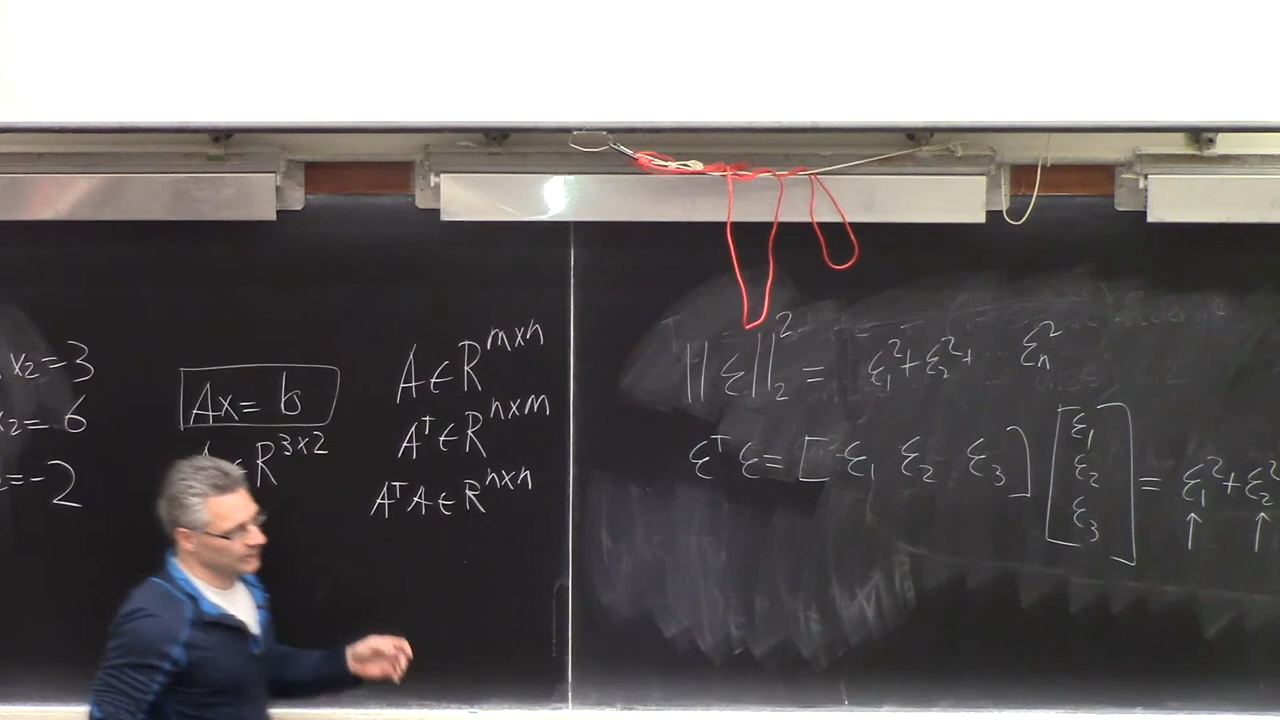 x₂=-3
x₂= 6
=-2
Ax= b
A∈R^{3×2}
A∈R^{m×n}
Aᵀ∈R^{n×m}
AᵀA∈R^{n×n}
||ε||₂² = ε₁²+ε₂²+ ... εₙ²
εᵀε= [ε₁ ε₂ ε₃] [ε₁ ε₂ ε₃] = ε₁²+ε₂²